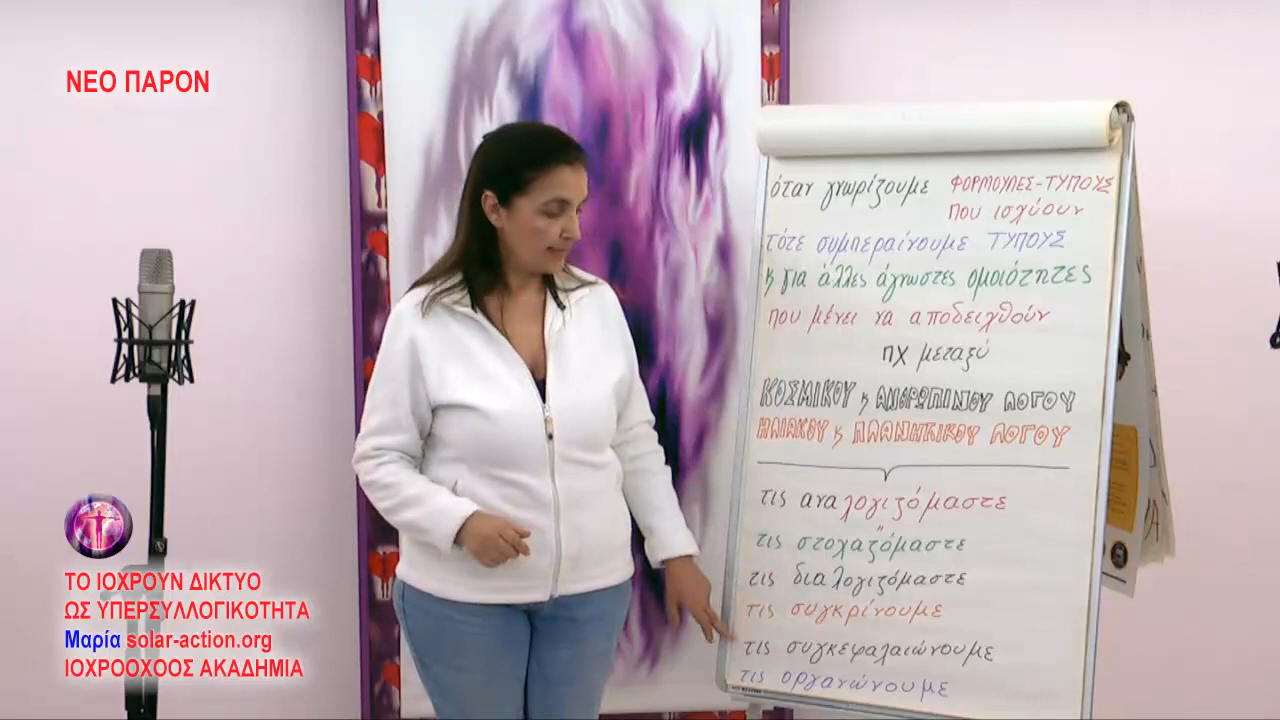 ΝΕΟ ΠΑΡΟΝ
όταν γνωρίζουμε ΦΟΡΜΟΥΛΕΣ-ΤΥΠΟΥΣ
που ισχύουν
τότε συμπεραίνουμε ΤΥΠΟΥΣ
κ για άλλες άγνωστες ομοιότητες
που μένει να αποδειχθούν
πχ μεταξύ
ΚΟΣΜΙΚΟΥ κ ΑΝΘΡΩΠΙΝΟΥ ΛΟΓΟΥ
ΗΛΙΑΚΟΥ κ ΠΛΑΝΗΤΙΚΟΥ ΛΟΓΟΥ
τις αναλογιζόμαστε
τις στοχαζόμαστε
τις διαλογιζόμαστε
τις συγκρίνουμε
τις συγκεφαλαιώνουμε
τις οργανώνουμε
ΤΟ ΙΟΧΡΟΥΝ ΔΙΚΤΥΟ
ΩΣ ΥΠΕΡΣΥΛΛΟΓΙΚΟΤΗΤΑ
Μαρία solar-action.org
ΙΟΧΡΟΟΧΟΟΣ ΑΚΑΔΗΜΙΑ